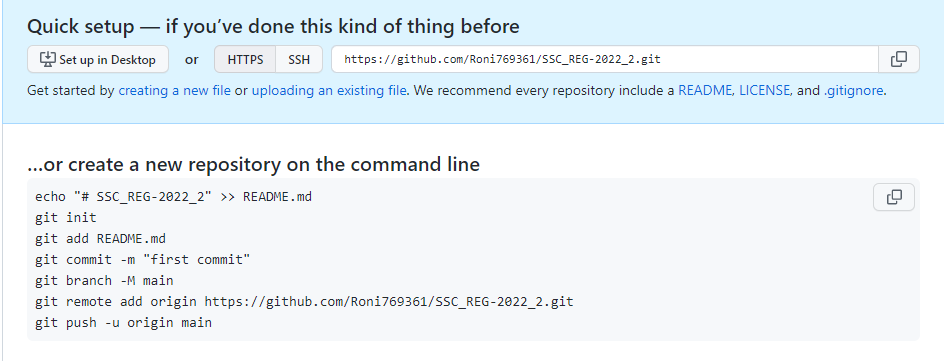 Quick setup — if you’ve done this kind of thing before
Set up in Desktop or HTTPS SSH https://github.com/Roni769361/SSC_REG-2022_2.git
Get started by creating a new file or uploading an existing file. We recommend every repository include a README, LICENSE, and .gitignore.
…or create a new repository on the command line
echo "# SSC_REG-2022_2" >> README.md
git init
git add README.md
git commit -m "first commit"
git branch -M main
git remote add origin https://github.com/Roni769361/SSC_REG-2022_2.git
git push -u origin main